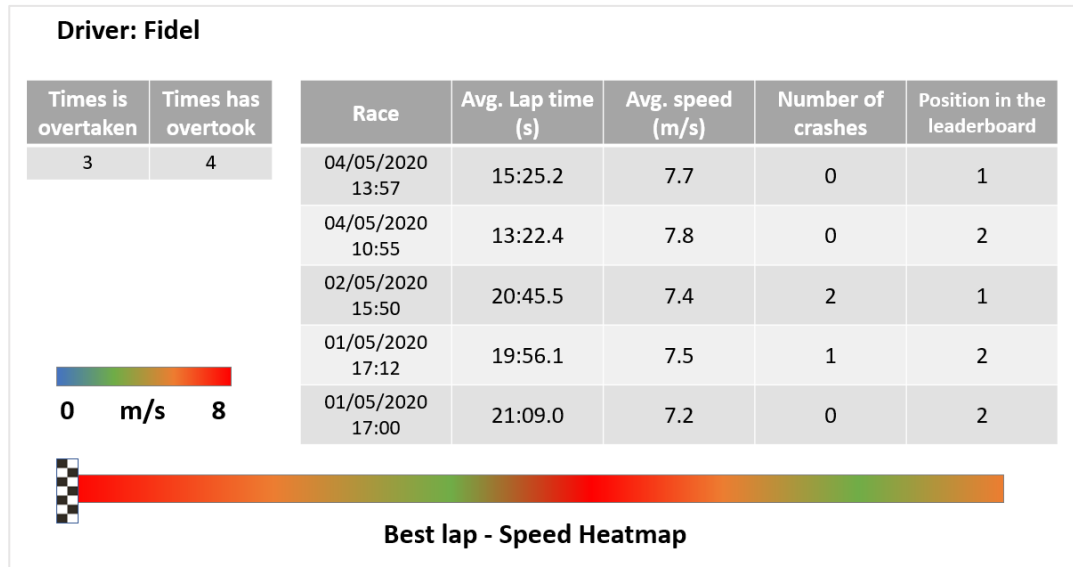 Driver: Fidel
Times is overtaken
Times has overtook
3
4
Race
Avg. Lap time (s)
Avg. speed (m/s)
Number of crashes
Position in the leaderboard
04/05/2020 13:57
15:25.2
7.7
0
1
04/05/2020 10:55
13:22.4
7.8
0
2
02/05/2020 15:50
20:45.5
7.4
2
1
01/05/2020 17:12
19:56.1
7.5
1
2
01/05/2020 17:00
21:09.0
7.2
0
2
0 m/s 8
Best lap - Speed Heatmap